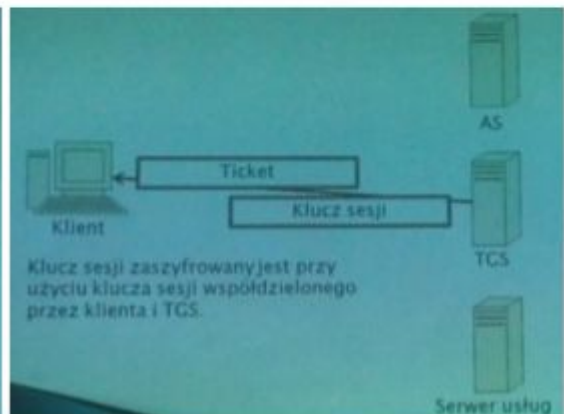 AS
Ticket
Klucz sesji
Klient
TGS
Klucz sesji zaszyfrowany jest przy
użyciu klucza sesji współdzielonego
przez klienta i TGS.
Serwer usług